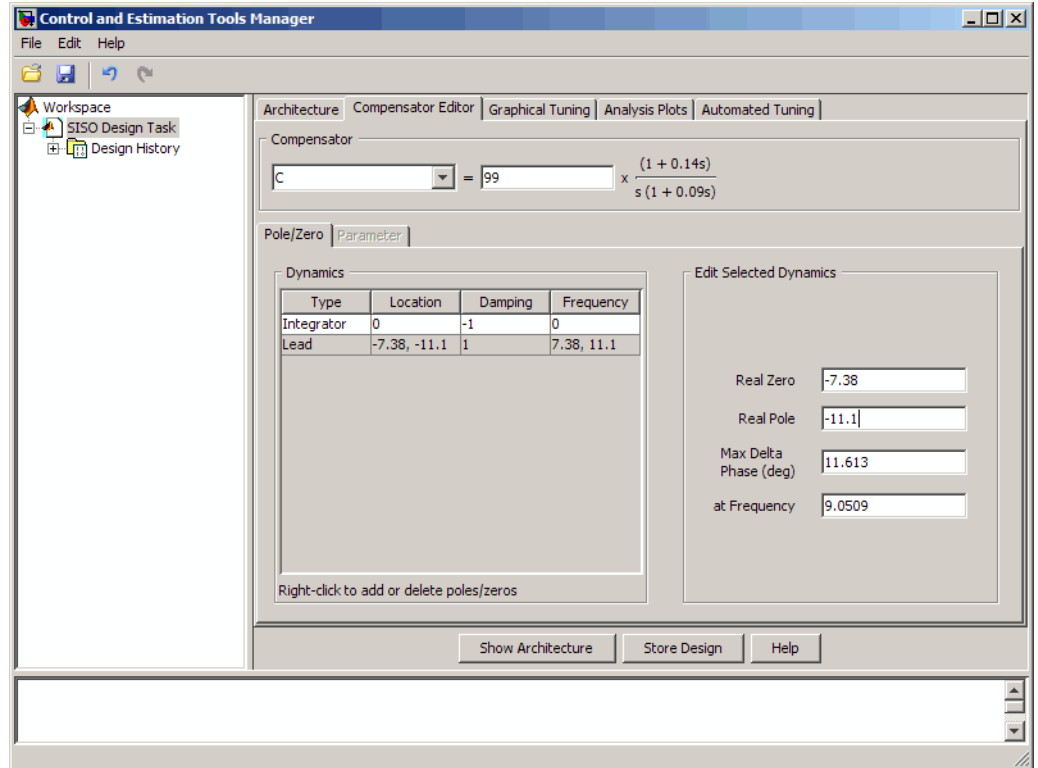 Control and Estimation Tools Manager
File Edit Help
Workspace
SISO Design Task
Design History
Architecture Compensator Editor Graphical Tuning Analysis Plots Automated Tuning
Compensator
C = 99 x (1 + 0.14s)
s (1 + 0.09s)
Pole/Zero Parameter
Dynamics
Type Location Damping Frequency
Integrator 0 -1 0
Lead -7.38, -11.1 1 7.38, 11.1
Right-click to add or delete poles/zeros
Edit Selected Dynamics
Real Zero -7.38
Real Pole -11.1
Max Delta
Phase (deg) 11.613
at Frequency 9.0509
Show Architecture Store Design Help